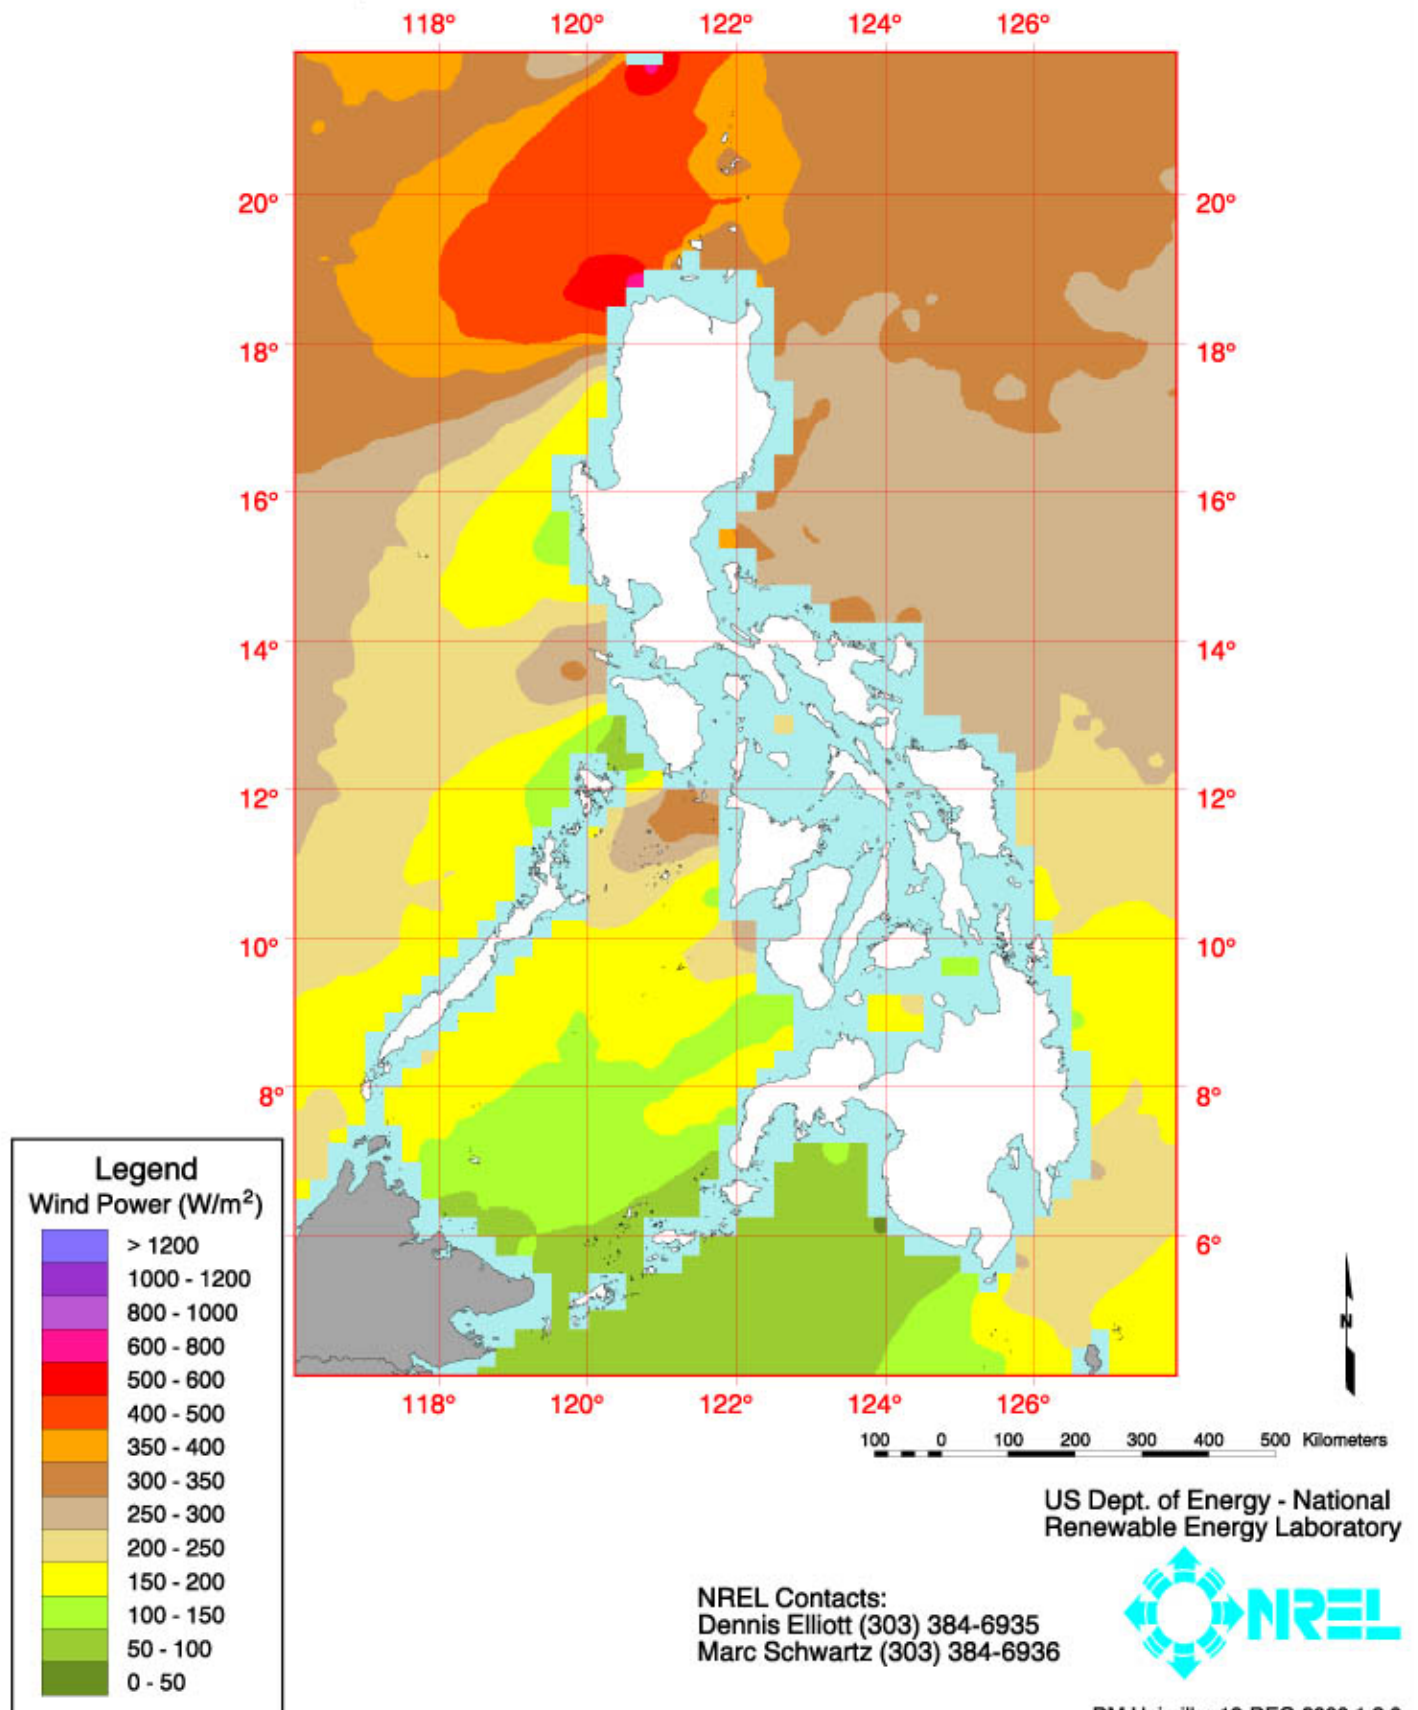 118° 120° 122° 124° 126°
20° 20°
18° 18°
16° 16°
14° 14°
12° 12°
10° 10°
8° 8°
6° 6°
118° 120° 122° 124° 126°
Legend
Wind Power (W/m²)
> 1200
1000 - 1200
800 - 1000
600 - 800
500 - 600
400 - 500
350 - 400
300 - 350
250 - 300
200 - 250
150 - 200
100 - 150
50 - 100
0 - 50
N
100 0 100 200 300 400 500 Kilometers
US Dept. of Energy - National
Renewable Energy Laboratory
NREL
NREL Contacts:
Dennis Elliott (303) 384-6935
Marc Schwartz (303) 384-6936